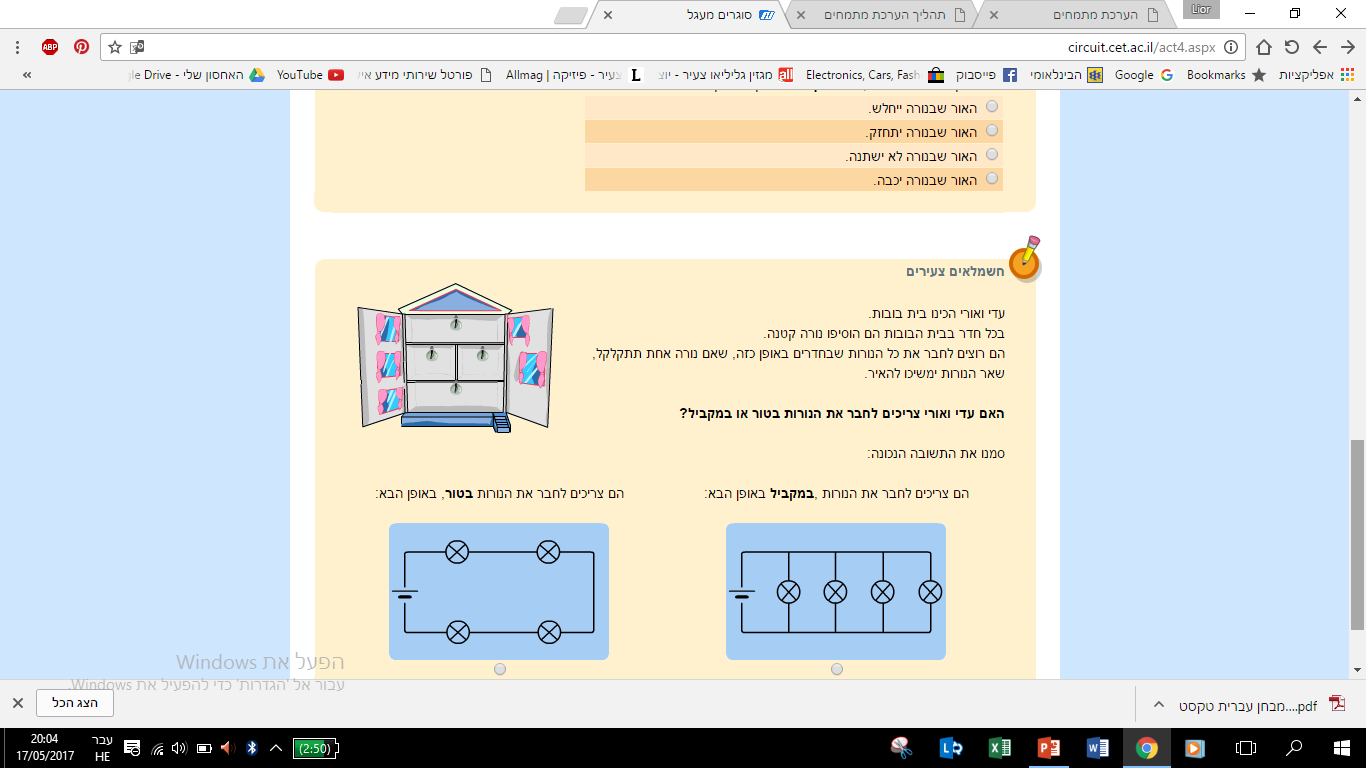 Lior
הערכת מתמחים
תהליך הערכת מתמחים
סוגרים מעגל
circuit.cet.ac.il/act4.aspx
ABP
אפליקציות
Bookmarks
Google
הבינלאומי
פייסבוק
Electronics, Cars, Fash
מגזין גליליאו צעיר - יוצ
צעיר - פיזיקה | Allmag
פורטל שירותי מידע אי
YouTube
האחסון שלי - le Drive
האור שבנורה ייחלש.
האור שבנורה יתחזק.
האור שבנורה לא ישתנה.
האור שבנורה יכבה.
חשמלאים צעירים
עדי ואורי הכינו בית בובות.
בכל חדר בבית הבובות הם הוסיפו נורה קטנה.
הם רוצים לחבר את כל הנורות שבחדרים באופן כזה, שאם נורה אחת תתקלקל,
שאר הנורות ימשיכו להאיר.
האם עדי ואורי צריכים לחבר את הנורות בטור או במקביל?
סמנו את התשובה הנכונה:
הם צריכים לחבר את הנורות ,במקביל באופן הבא:
הם צריכים לחבר את הנורות בטור, באופן הבא:
הפעל את Windows
עבור אל 'הגדרות' כדי להפעיל את Windows.
מבחן עברית טקסט....pdf
הצג הכל
(2:50)
עבר
HE
20:04
17/05/2017